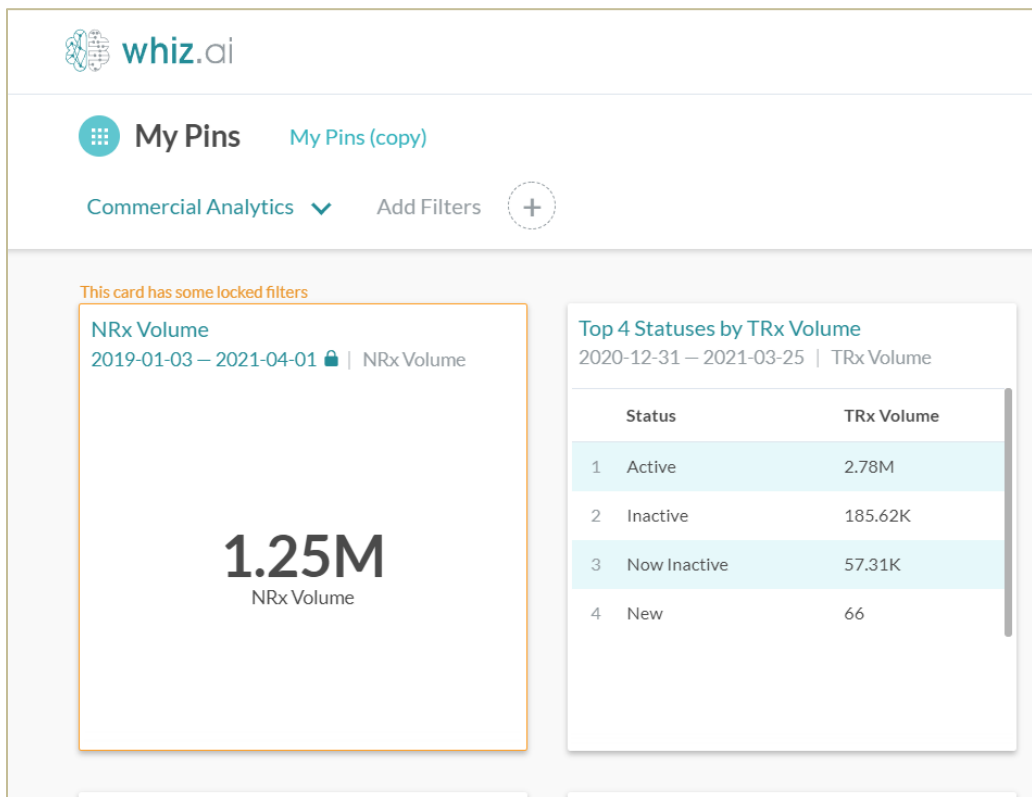 whiz.ai
My Pins
My Pins (copy)
Commercial Analytics
Add Filters
+
This card has some locked filters
NRx Volume
2019-01-03 — 2021-04-01 | NRx Volume
1.25M
NRx Volume
Top 4 Statuses by TRx Volume
2020-12-31 — 2021-03-25 | TRx Volume
Status TRx Volume
1 Active 2.78M
2 Inactive 185.62K
3 Now Inactive 57.31K
4 New 66